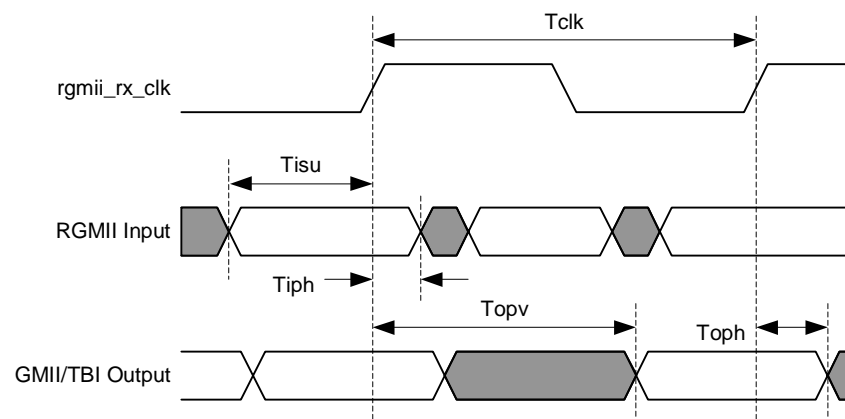 Tclk
rgmii_rx_clk
Tisu
RGMII Input
Tiph
Topv
Toph
GMII/TBI Output